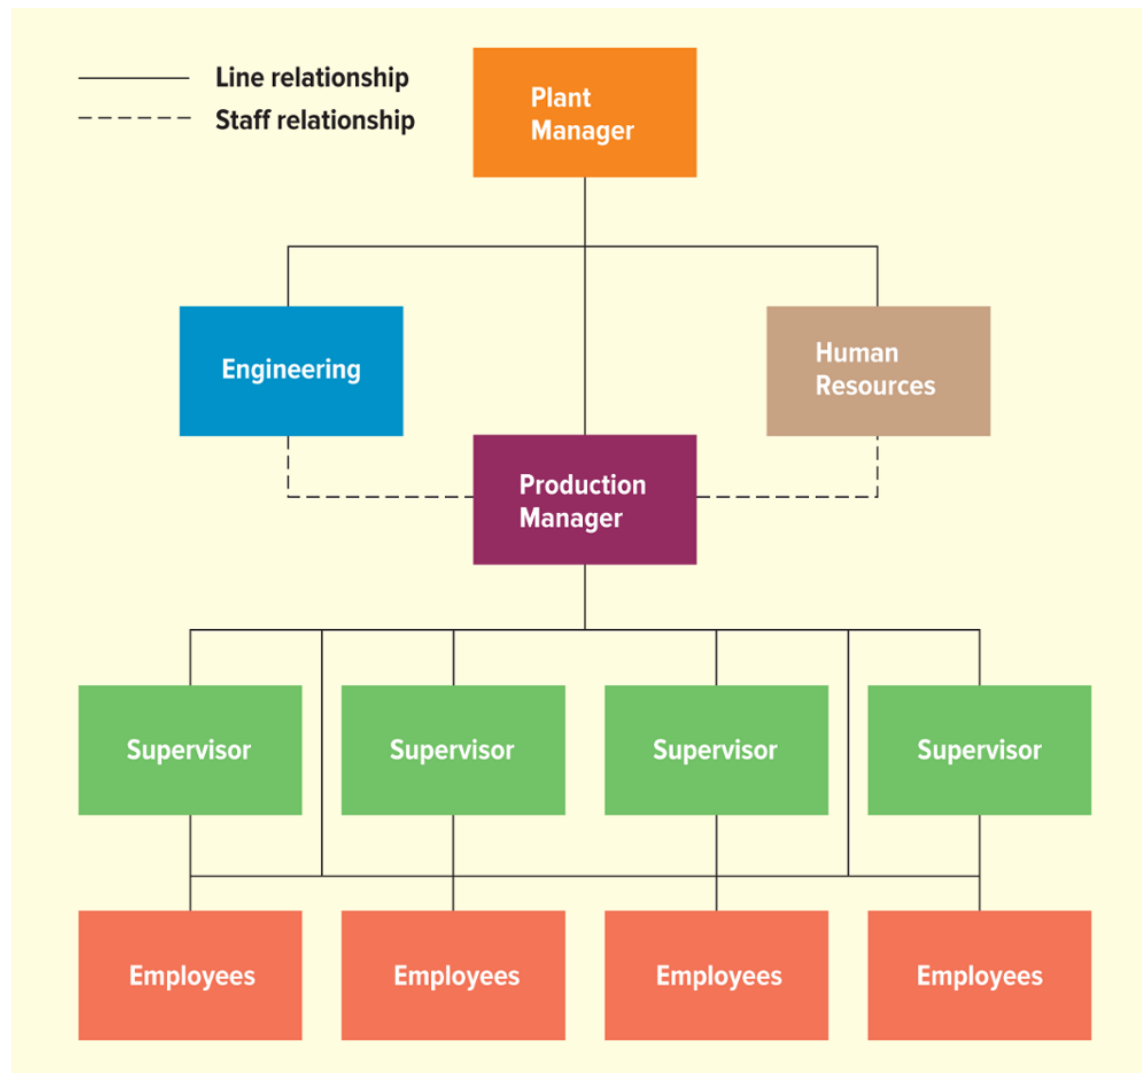 Line relationship
Staff relationship
Plant
Manager
Engineering
Human
Resources
Production
Manager
Supervisor
Supervisor
Supervisor
Supervisor
Employees
Employees
Employees
Employees